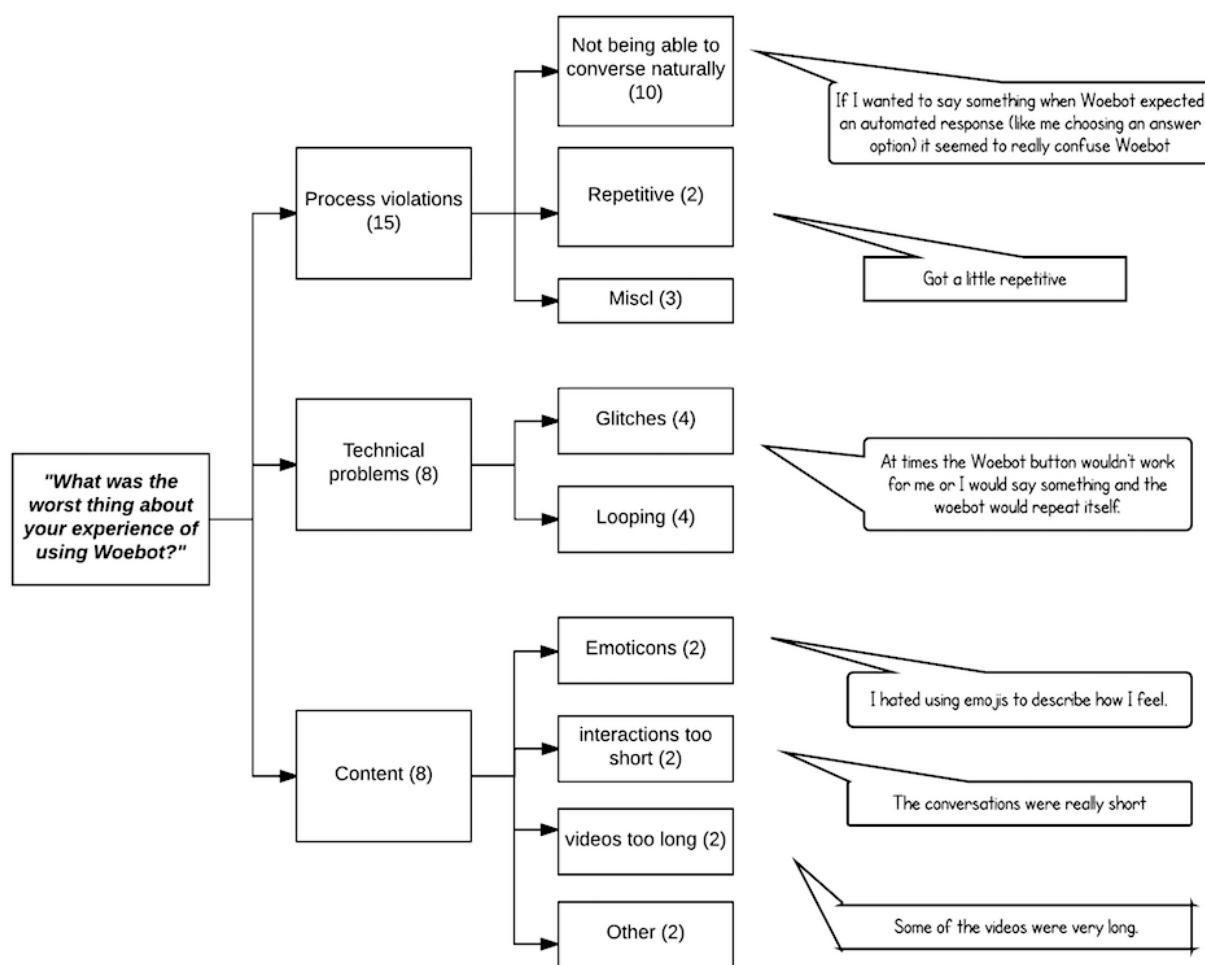 "What was the
worst thing about
your experience of
using Woebot?"
Process violations
(15)
Not being able to
converse naturally
(10)
If I wanted to say something when Woebot expected
an automated response (like me choosing an answer
option) it seemed to really confuse Woebot
Repetitive (2)
Got a little repetitive
Miscl (3)
Technical
problems (8)
Glitches (4)
Looping (4)
At times the Woebot button wouldn't work
for me or I would say something and the
woebot would repeat itself.
Content (8)
Emoticons (2)
I hated using emojis to describe how I feel.
interactions too
short (2)
The conversations were really short
videos too long (2)
Some of the videos were very long.
Other (2)